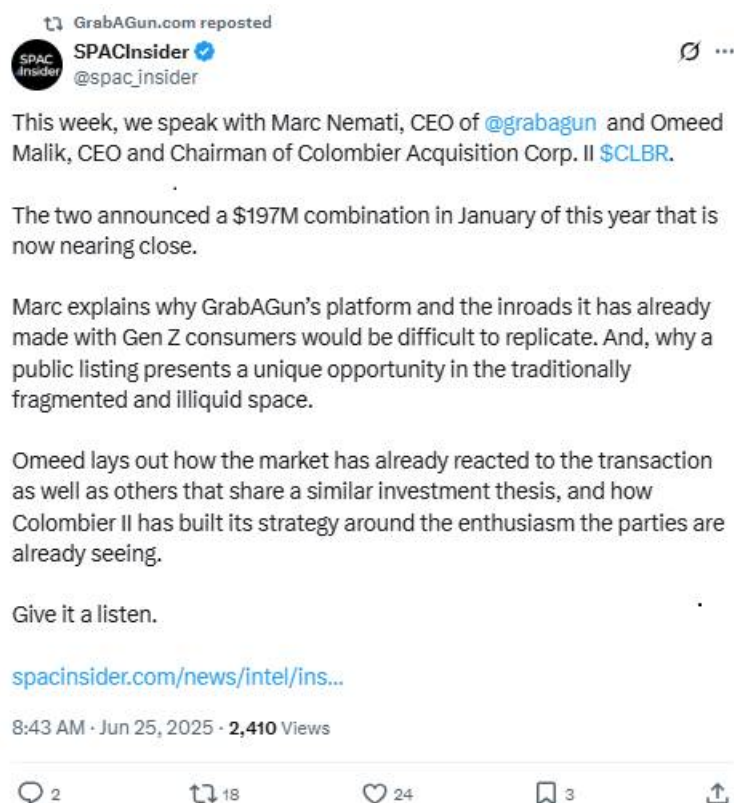 GrabAGun.com reposted
SPAC
Insider
SPACInsider
@spac_insider
This week, we speak with Marc Nemati, CEO of @grabagun and Omeed
Malik, CEO and Chairman of Colombier Acquisition Corp. II $CLBR.
The two announced a $197M combination in January of this year that is
now nearing close.
Marc explains why GrabAGun’s platform and the inroads it has already
made with Gen Z consumers would be difficult to replicate. And, why a
public listing presents a unique opportunity in the traditionally
fragmented and illiquid space.
Omeed lays out how the market has already reacted to the transaction
as well as others that share a similar investment thesis, and how
Colombier II has built its strategy around the enthusiasm the parties are
already seeing.
Give it a listen.
spacinsider.com/news/intel/ins...
8:43 AM · Jun 25, 2025 · 2,410 Views
2 18 24 3